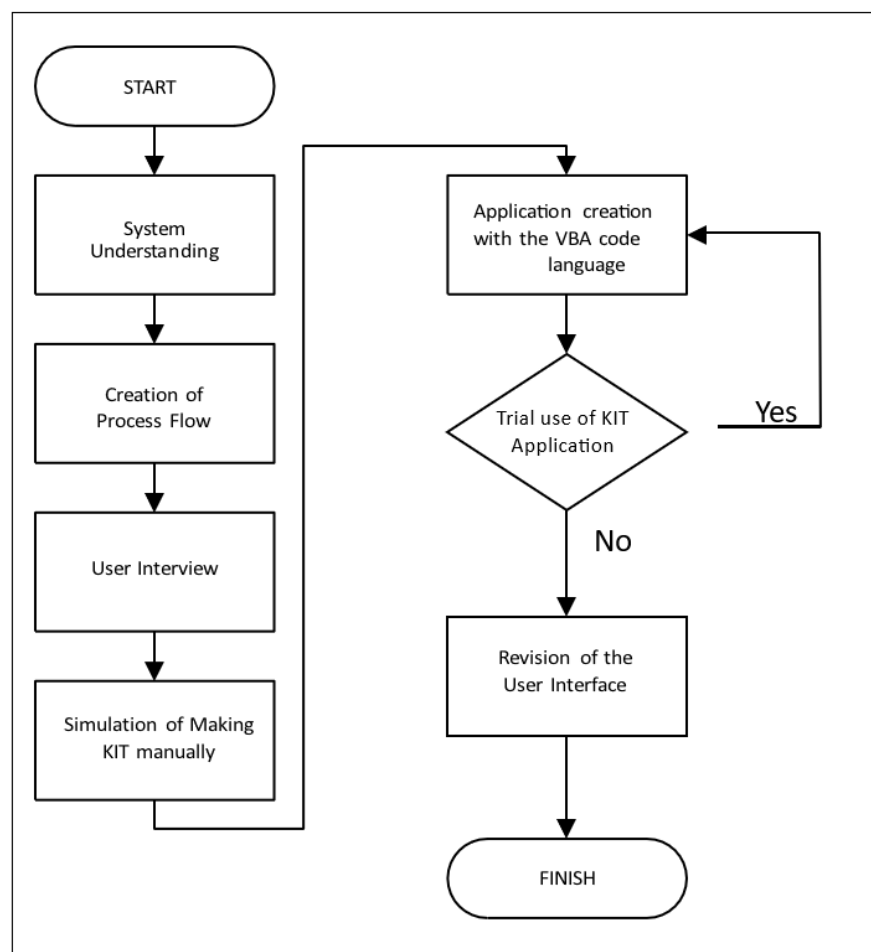 START
System
Understanding
Creation of
Process Flow
User Interview
Simulation of Making
KIT manually
Application creation
with the VBA code
language
Trial use of KIT
Application
Yes
No
Revision of the
User Interface
FINISH